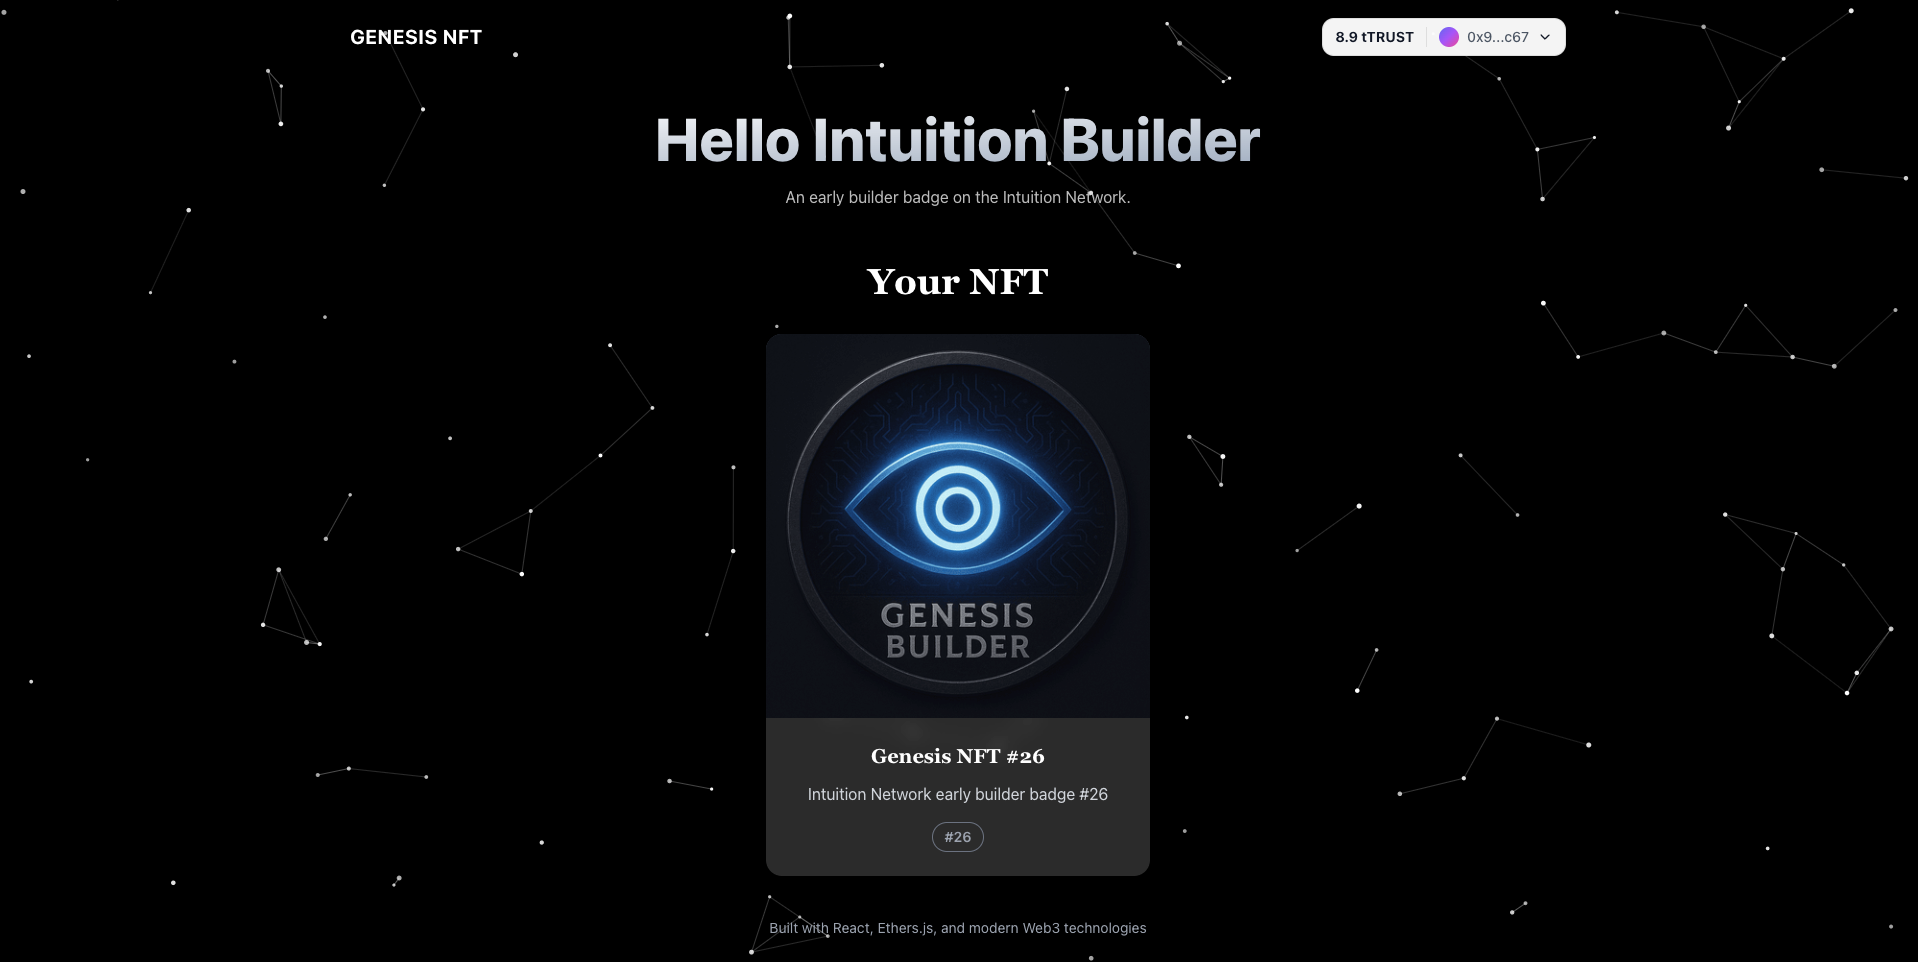 GENESIS NFT
8.9 tTRUST 0x9...c67
Hello Intuition Builder
An early builder badge on the Intuition Network.
Your NFT
GENESIS
BUILDER
Genesis NFT #26
Intuition Network early builder badge #26
#26
Built with React, Ethers.js, and modern Web3 technologies